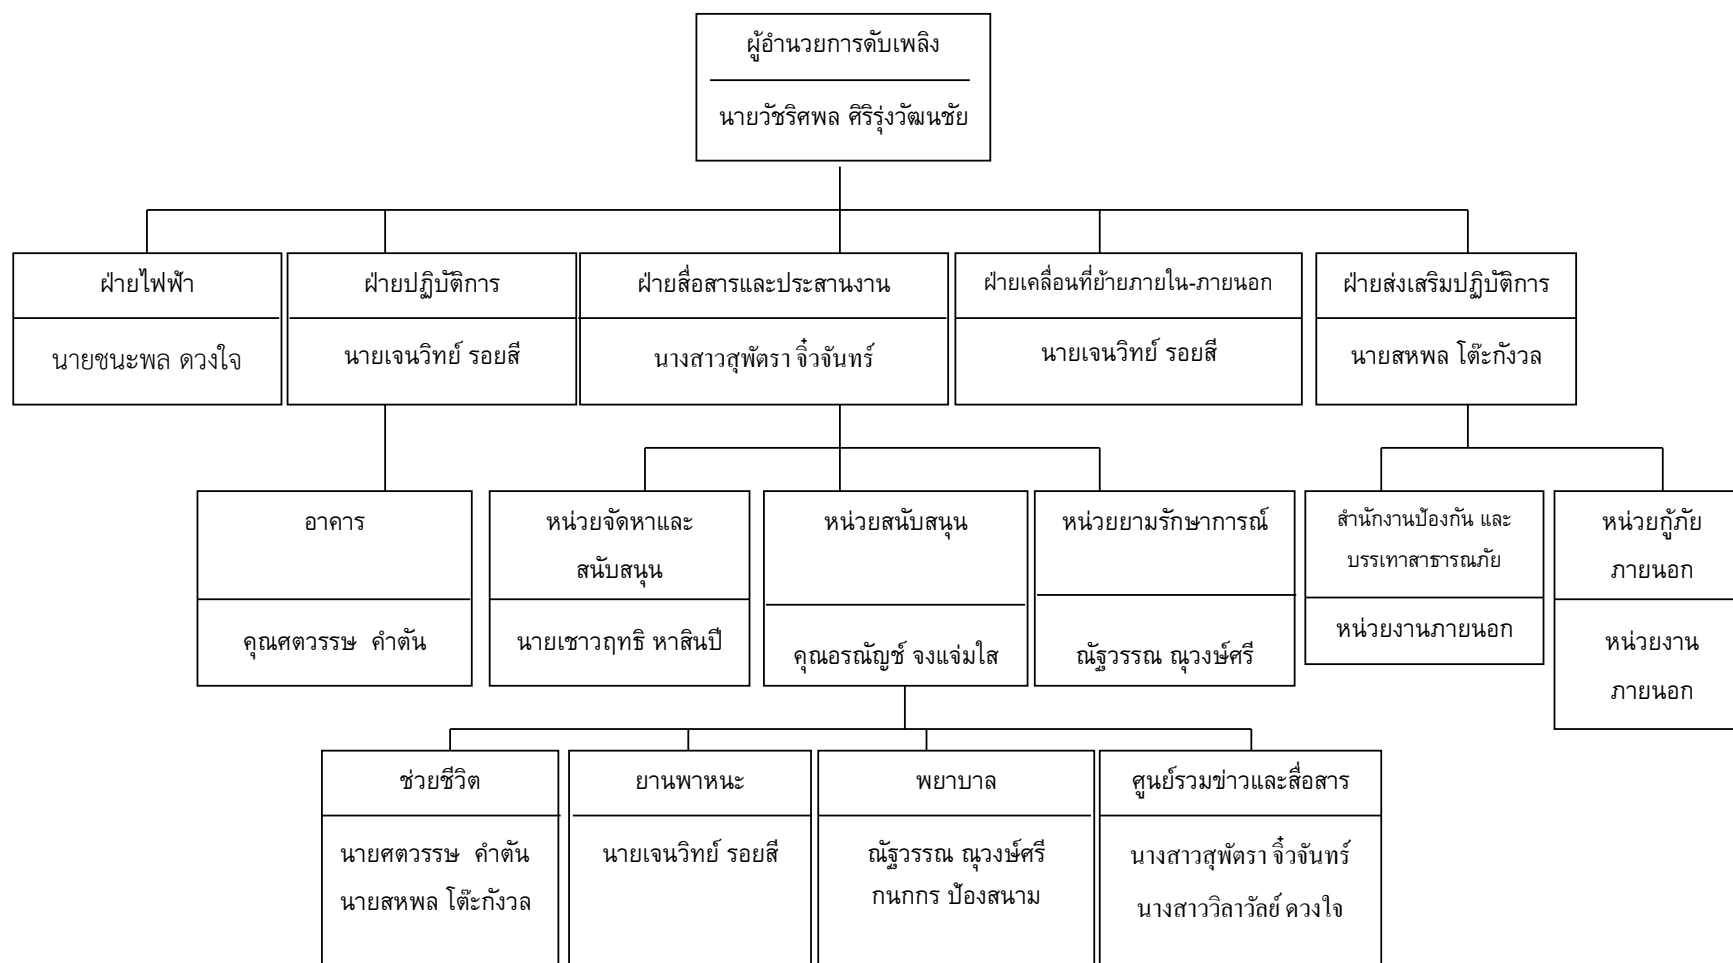 ผู้อำนวยการดับเพลิง
นายวัชริศพล ศิริรุ่งวัฒนชัย
ฝ่ายไฟฟ้า
นายชนะพล ดวงใจ
ฝ่ายปฏิบัติการ
นายเจนวิทย์ รอยสี
ฝ่ายสื่อสารและประสานงาน
นางสาวสุพัตรา จิ๋วจันทร์
ฝ่ายเคลื่อนที่ย้ายภายใน-ภายนอก
นายเจนวิทย์ รอยสี
ฝ่ายส่งเสริมปฏิบัติการ
นายสหพล โต๊ะกังวล
อาคาร
คุณศตวรรษ  คำตัน
หน่วยจัดหาและ
สนับสนุน
นายเชาวฤทธิ หาสินปี
หน่วยสนับสนุน
คุณอรณัญช์ จงแจ่มใส
หน่วยยามรักษาการณ์
ณัฐวรรณ ณุวงษ์ศรี
สำนักงานป้องกัน และ
บรรเทาสาธารณภัย
หน่วยงานภายนอก
หน่วยกู้ภัย
ภายนอก
หน่วยงาน
ภายนอก
ช่วยชีวิต
นายศตวรรษ  คำตัน
นายสหพล โต๊ะกังวล
ยานพาหนะ
นายเจนวิทย์ รอยสี
พยาบาล
ณัฐวรรณ ณุวงษ์ศรี
กนกกร ป้องสนาม
ศูนย์รวมข่าวและสื่อสาร
นางสาวสุพัตรา จิ๋วจันทร์
นางสาววิลาวัลย์ ดวงใจ